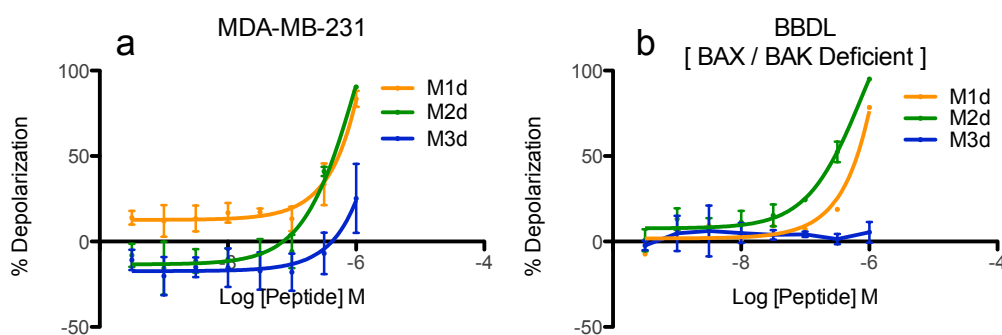 a
MDA-MB-231
100
50
0
-50
-8
-6
-4
% Depolarization
Log [Peptide] M
M1d
M2d
M3d
b
BBDL
[ BAX / BAK Deficient ]
100
50
0
-50
-8
-6
-4
% Depolarization
Log [Peptide] M
M1d
M2d
M3d